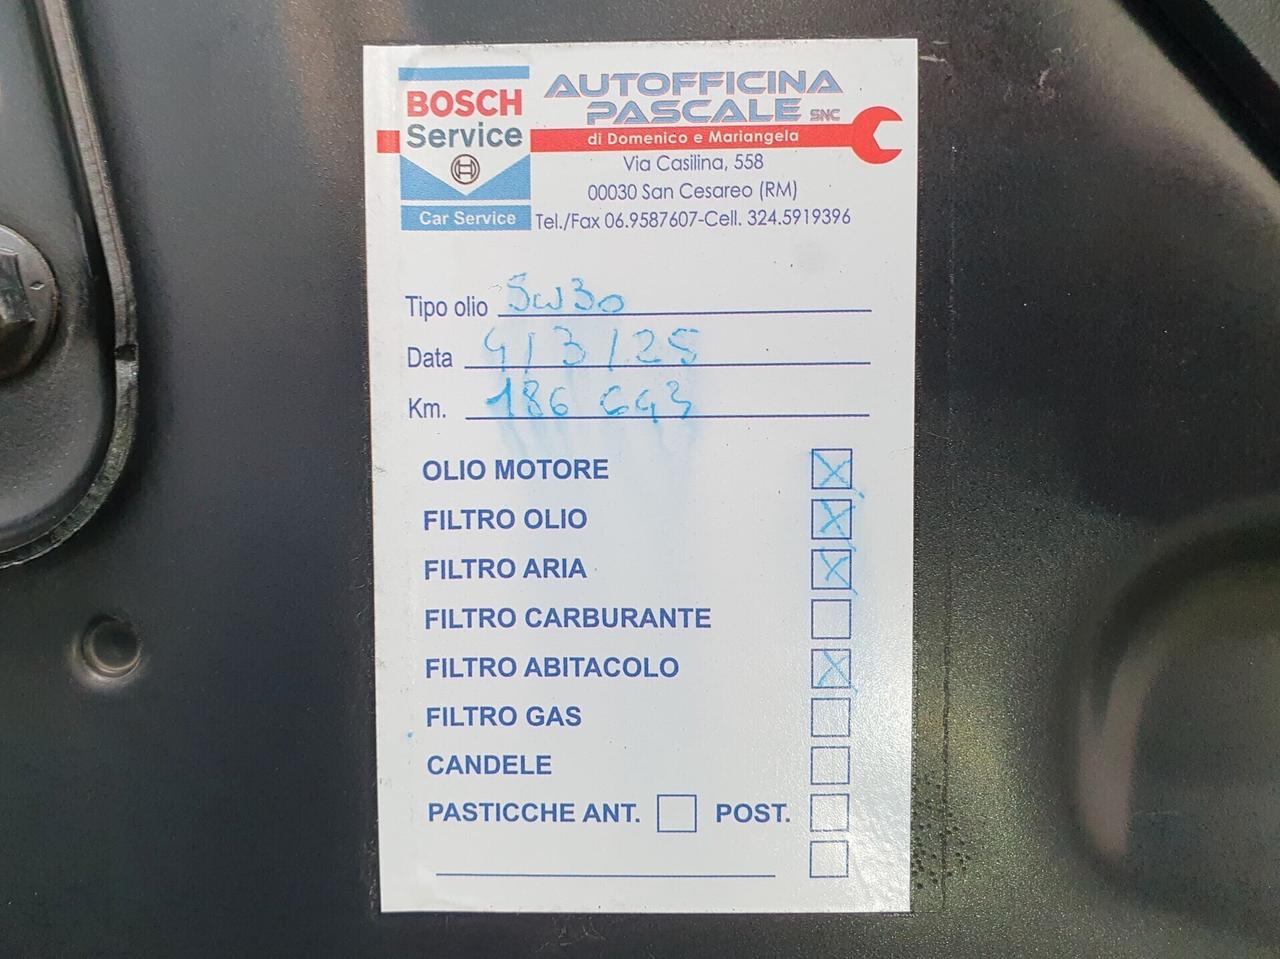 BOSCH
Service
Car Service
AUTOFFICINA
PASCALE SNC
di Domenico e Mariangela
Via Casilina, 558
00030 San Cesareo (RM)
Tel./Fax 06.9587607-Cell. 324.5919396
Tipo olio 5w30
Data 4/3/25
Km. 186 643
OLIO MOTORE X
FILTRO OLIO X
FILTRO ARIA X
FILTRO CARBURANTE
FILTRO ABITACOLO X
FILTRO GAS
CANDELE
PASTICCHE ANT. POST.